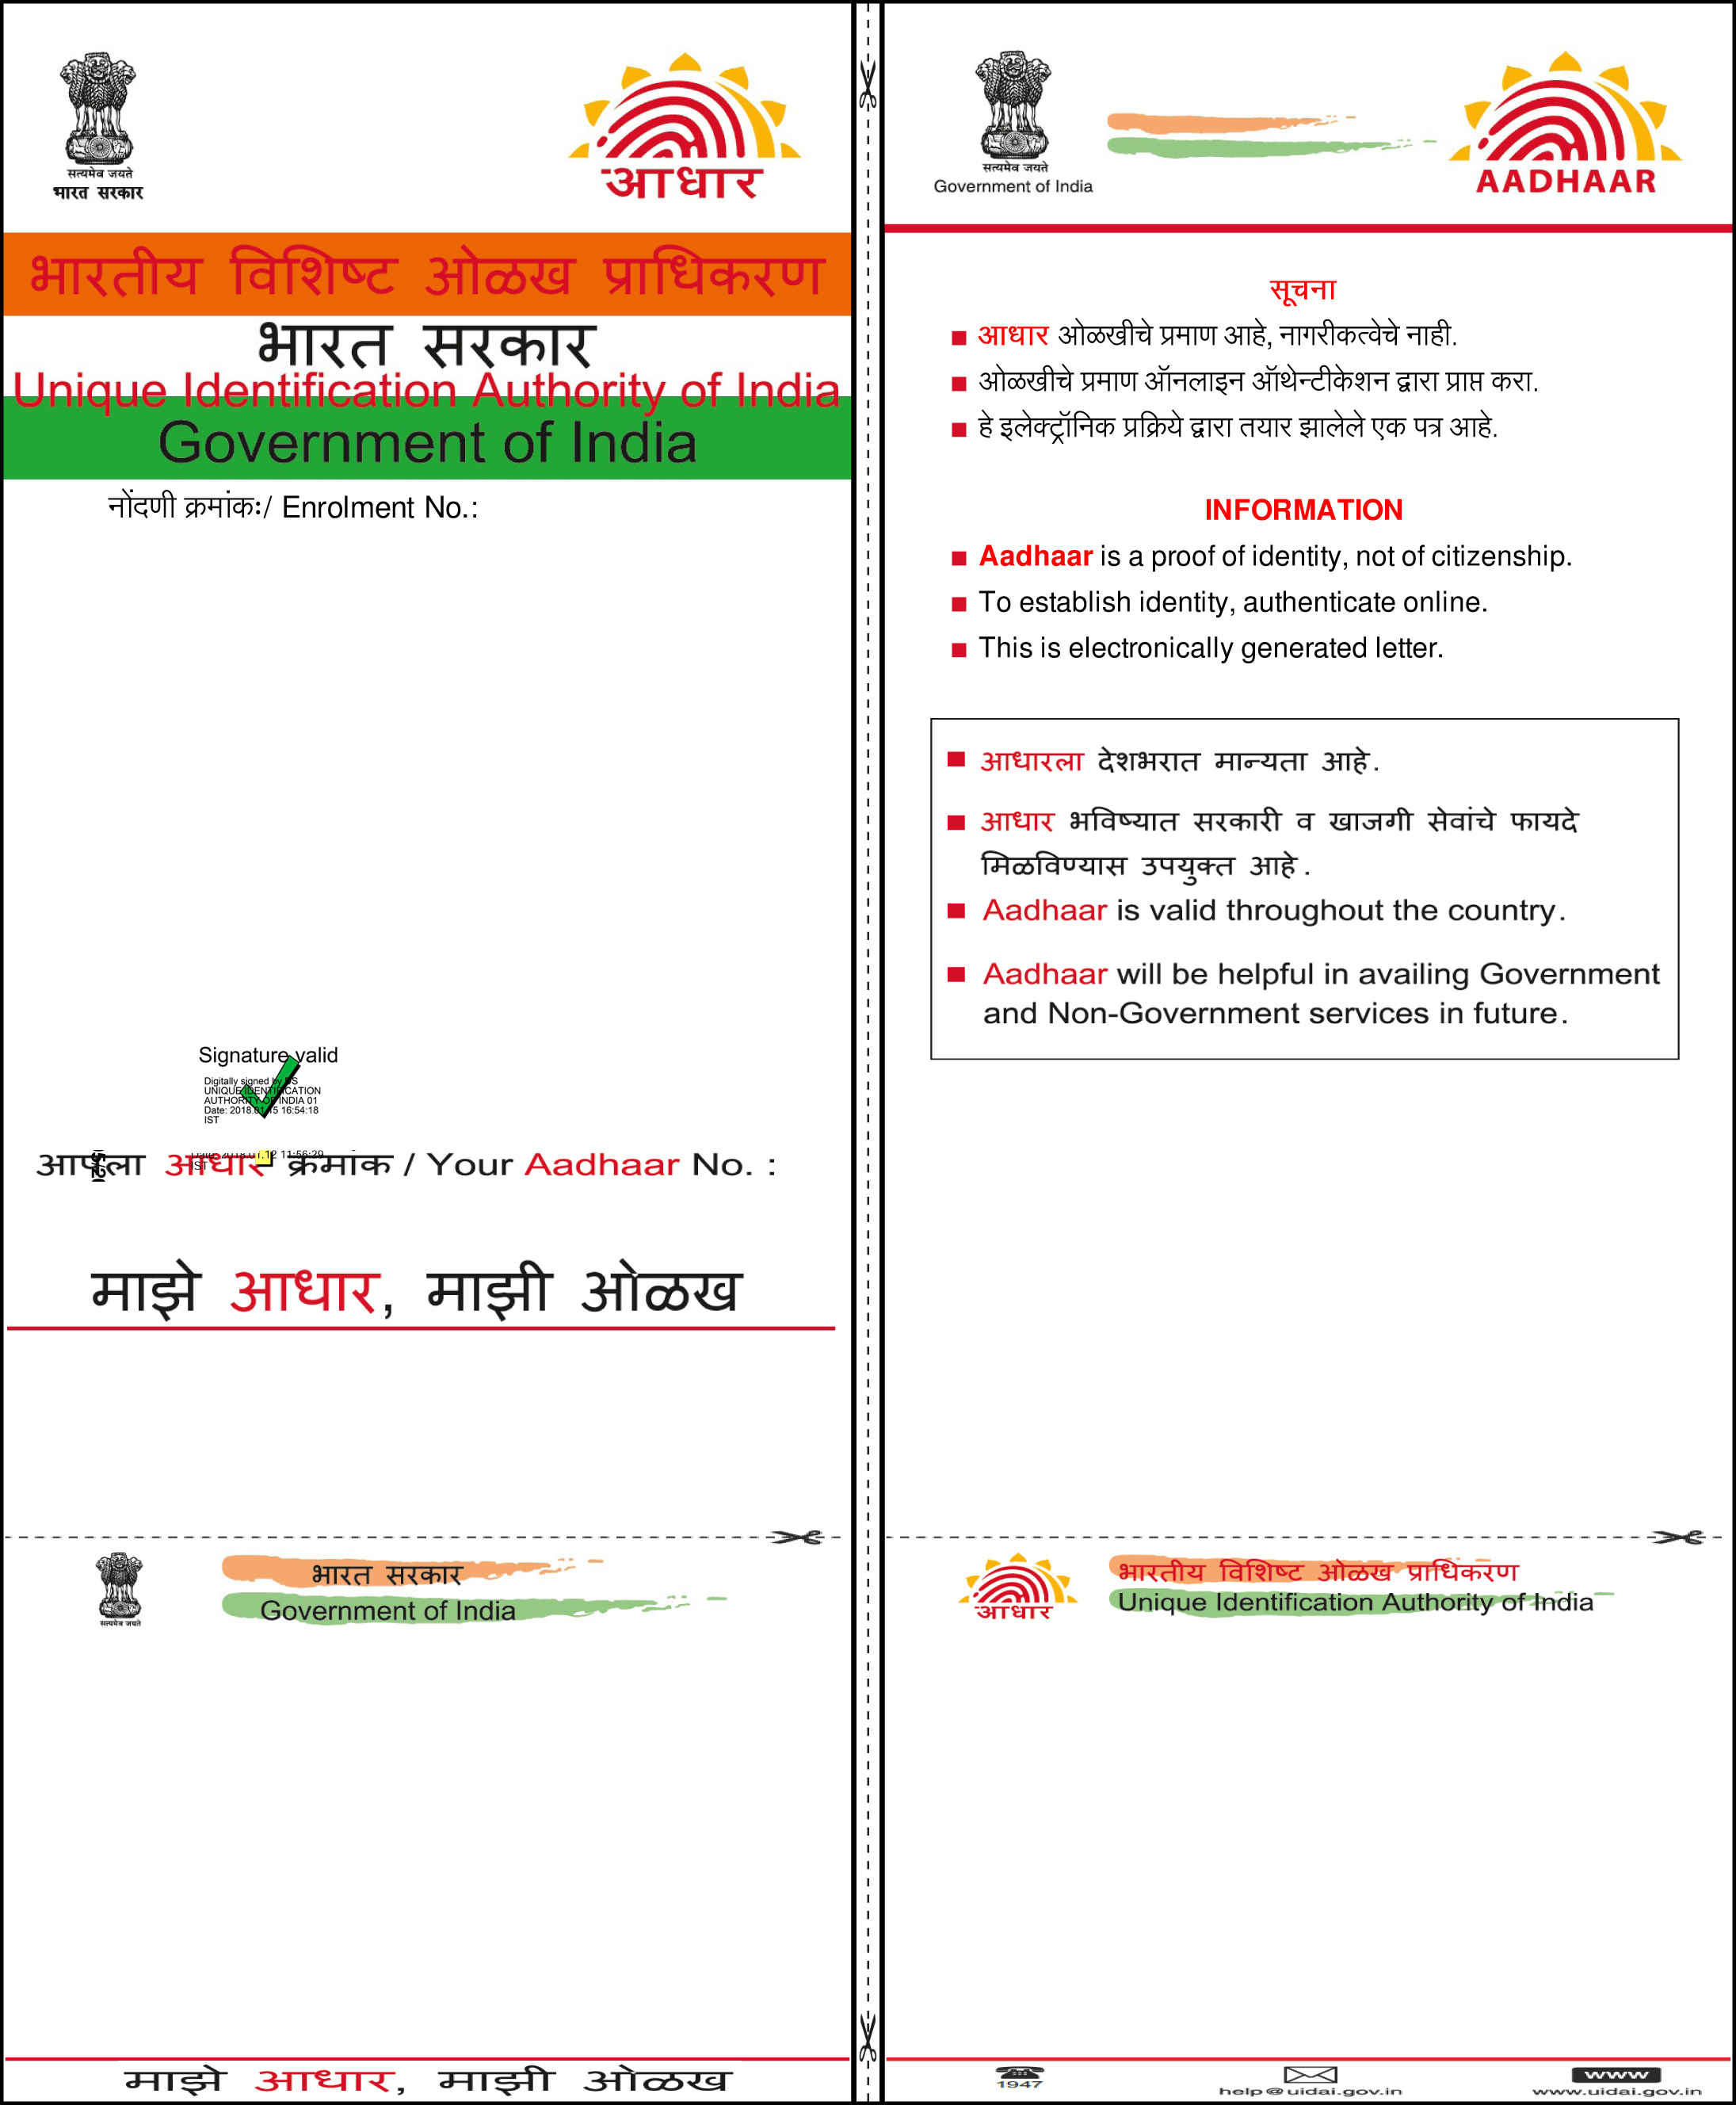 सत्यमेव जयते
भारत सरकार
आधार
भारतीय विशिष्ट ओळख प्राधिकरण
भारत सरकार
Unique Identification Authority of India
Government of India
नोंदणी क्रमांकः/ Enrolment No.:
Signature valid
Digitally signed by DS
UNIQUE IDENTIFICATION
AUTHORITY OF INDIA 01
Date: 2018.01.15 16:54:18
IST
आपला आधार क्रमांक / Your Aadhaar No. :
माझे आधार, माझी ओळख
सत्यमेव जयते
भारत सरकार
Government of India
माझे आधार, माझी ओळख
सत्यमेव जयते
Government of India
AADHAAR
सूचना
आधार ओळखीचे प्रमाण आहे, नागरीकत्वेचे नाही.
ओळखीचे प्रमाण ऑनलाइन ऑथेन्टीकेशन द्वारा प्राप्त करा.
हे इलेक्ट्रॉनिक प्रक्रिये द्वारा तयार झालेले एक पत्र आहे.
INFORMATION
Aadhaar is a proof of identity, not of citizenship.
To establish identity, authenticate online.
This is electronically generated letter.
आधारला देशभरात मान्यता आहे.
आधार भविष्यात सरकारी व खाजगी सेवांचे फायदे
मिळविण्यास उपयुक्त आहे.
Aadhaar is valid throughout the country.
Aadhaar will be helpful in availing Government
and Non-Government services in future.
आधार
भारतीय विशिष्ट ओळख प्राधिकरण
Unique Identification Authority of India
1947
help@uidai.gov.in
www
www.uidai.gov.in